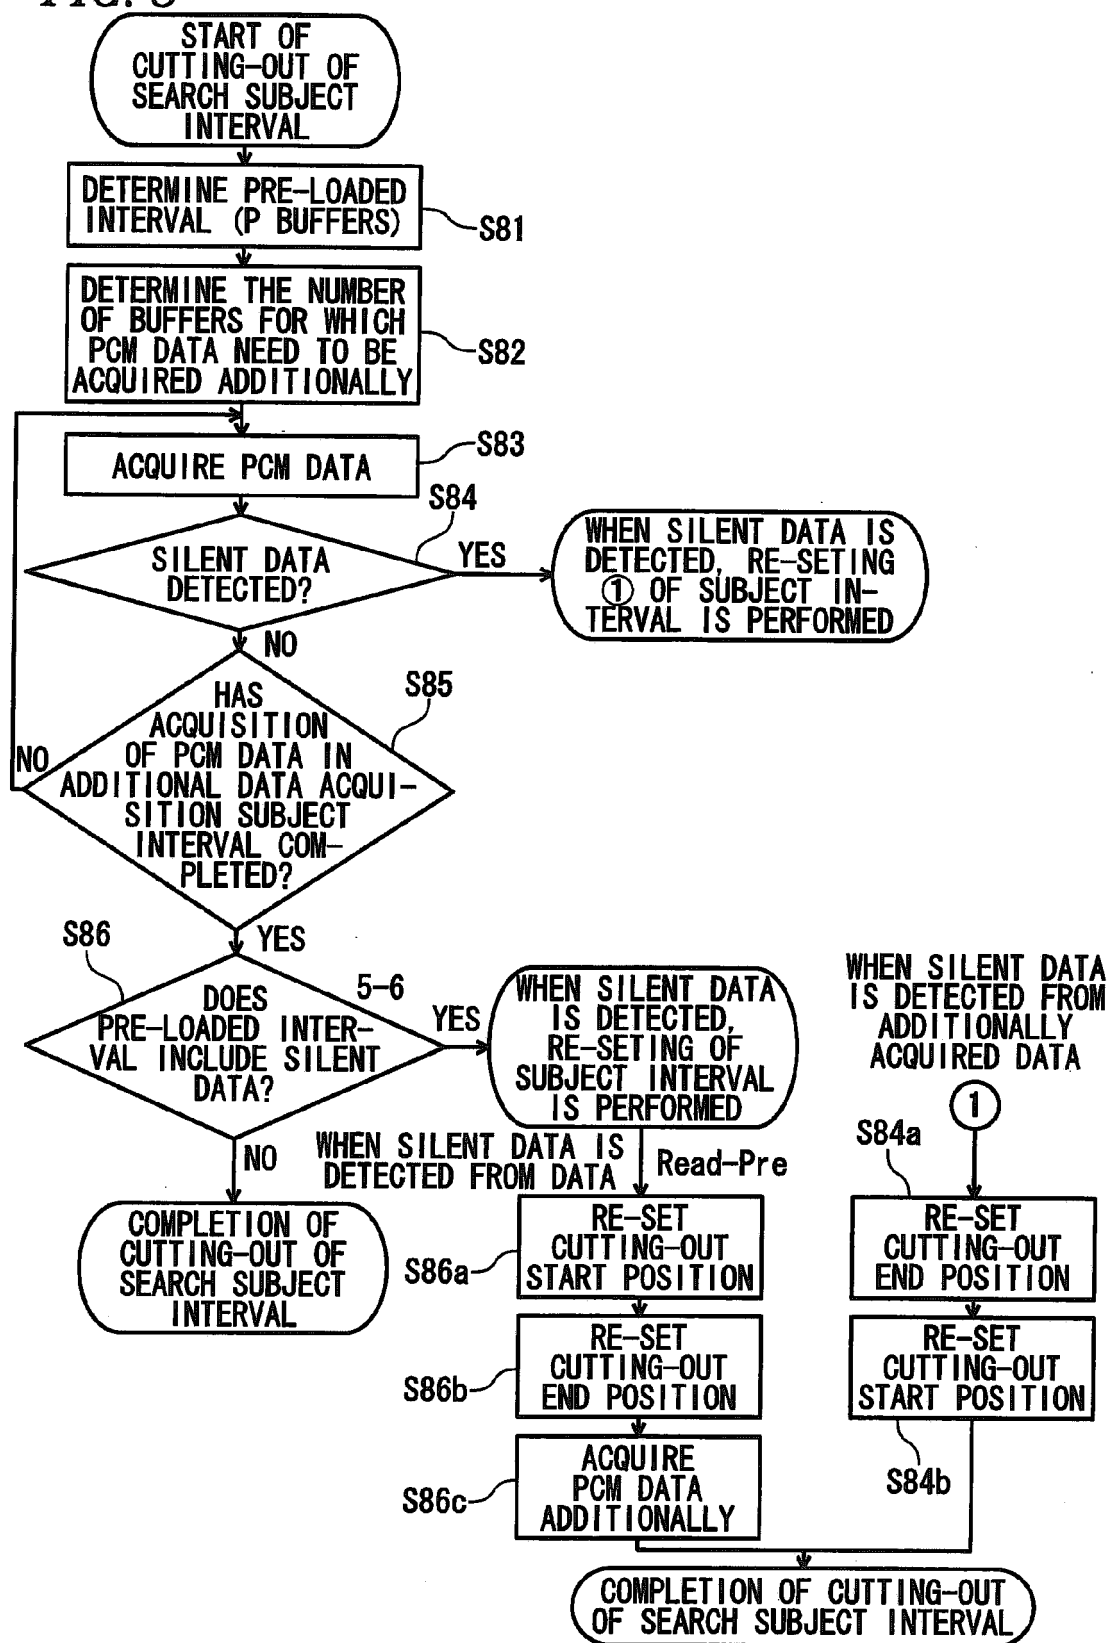 START OF
CUTTING-OUT OF
SEARCH SUBJECT
INTERVAL
DETERMINE PRE-LOADED
INTERVAL (P BUFFERS)
S81
DETERMINE THE NUMBER
OF BUFFERS FOR WHICH
PCM DATA NEED TO BE
ACQUIRED ADDITIONALLY
S82
ACQUIRE PCM DATA
S83
S84
SILENT DATA
DETECTED?
YES
WHEN SILENT DATA IS
DETECTED, RE-SETING
① OF SUBJECT IN-
TERVAL IS PERFORMED
NO
S85
HAS
ACQUISITION
OF PCM DATA IN
ADDITIONAL DATA ACQUI-
SITION SUBJECT
INTERVAL COM-
PLETED?
NO
YES
S86
DOES
PRE-LOADED INTER-
VAL INCLUDE SILENT
DATA?
5-6
YES
WHEN SILENT DATA
IS DETECTED,
RE-SETING OF
SUBJECT INTERVAL
IS PERFORMED
WHEN SILENT DATA
IS DETECTED FROM
ADDITIONALLY
ACQUIRED DATA
①
NO
WHEN SILENT DATA IS
DETECTED FROM DATA
Read-Pre
COMPLETION OF
CUTTING-OUT OF
SEARCH SUBJECT
INTERVAL
S86a
RE-SET
CUTTING-OUT
START POSITION
S84a
RE-SET
CUTTING-OUT
END POSITION
S86b
RE-SET
CUTTING-OUT
END POSITION
RE-SET
CUTTING-OUT
START POSITION
S84b
S86c
ACQUIRE
PCM DATA
ADDITIONALLY
COMPLETION OF CUTTING-OUT
OF SEARCH SUBJECT INTERVAL